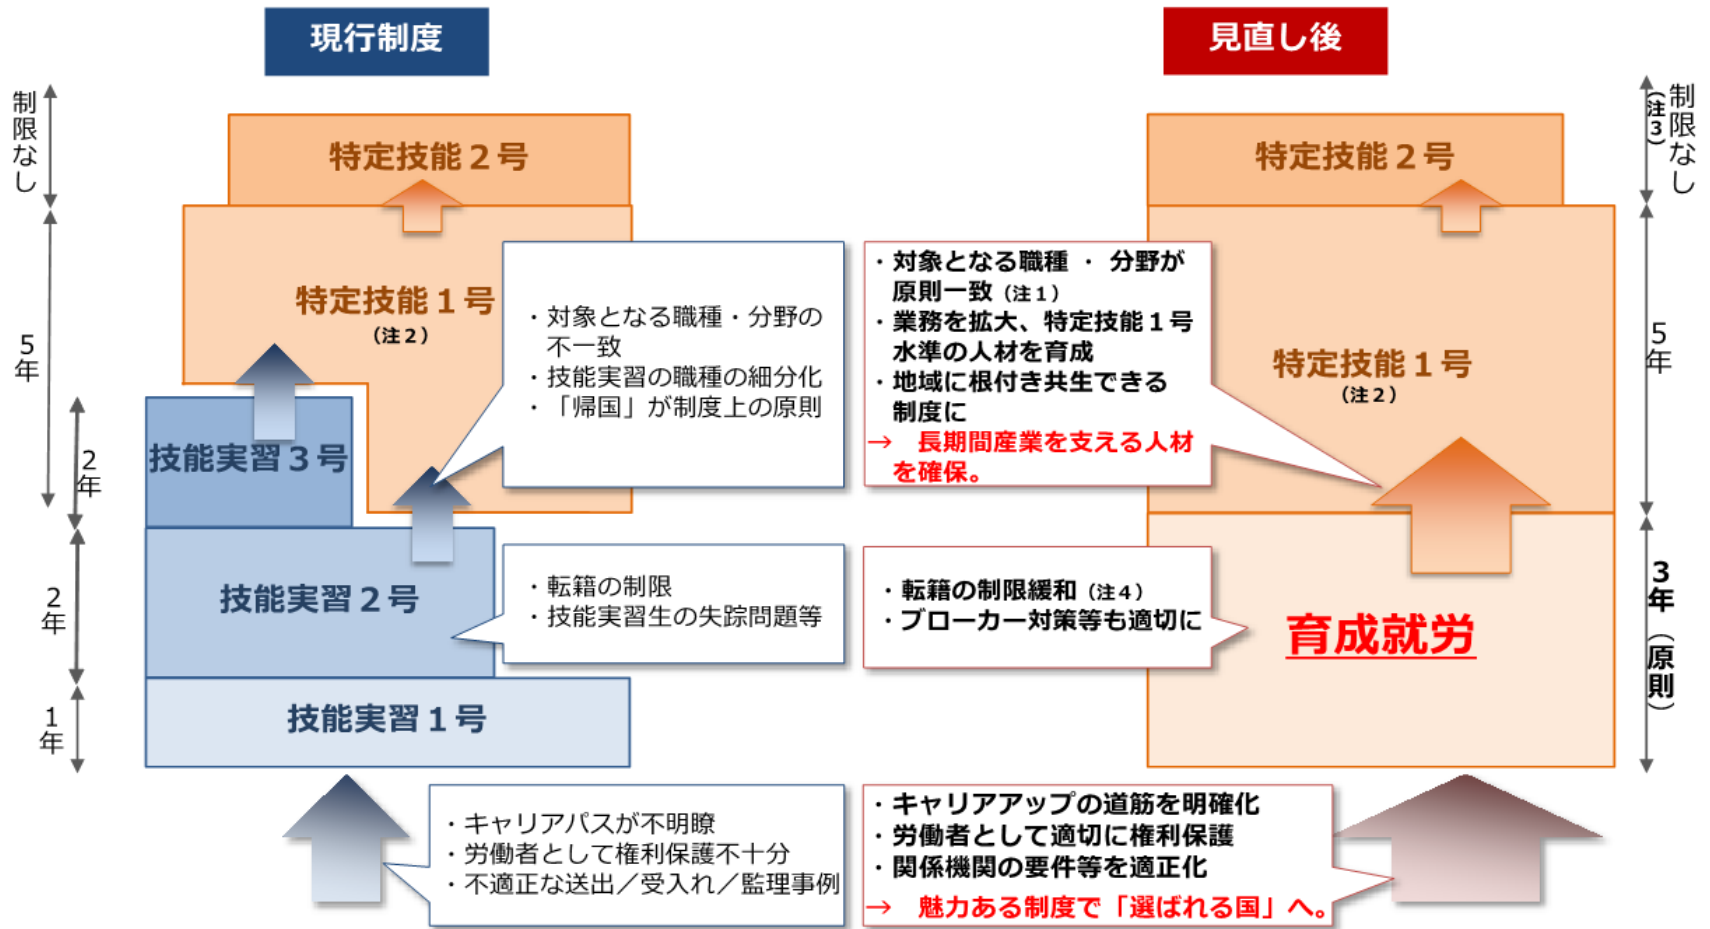 現行制度
見直し後
制限なし
特定技能２号
5年
特定技能１号
（注２）
・対象となる職種・分野の
不一致
・技能実習の職種の細分化
・「帰国」が制度上の原則
2年
技能実習３号
2年
技能実習２号
・転籍の制限
・技能実習生の失踪問題等
1年
技能実習１号
・キャリアパスが不明瞭
・労働者として権利保護不十分
・不適正な送出／受入れ／監理事例
制限なし
（注３）
特定技能２号
・対象となる職種 ・ 分野が
原則一致（注１）
・業務を拡大、特定技能１号
水準の人材を育成
・地域に根付き共生できる
制度に
→ 長期間産業を支える人材
を確保。
5年
特定技能１号
（注２）
・転籍の制限緩和（注４）
・ブローカー対策等も適切に
育成就労
3年（原則）
・キャリアアップの道筋を明確化
・労働者として適切に権利保護
・関係機関の要件等を適正化
→ 魅力ある制度で「選ばれる国」へ。